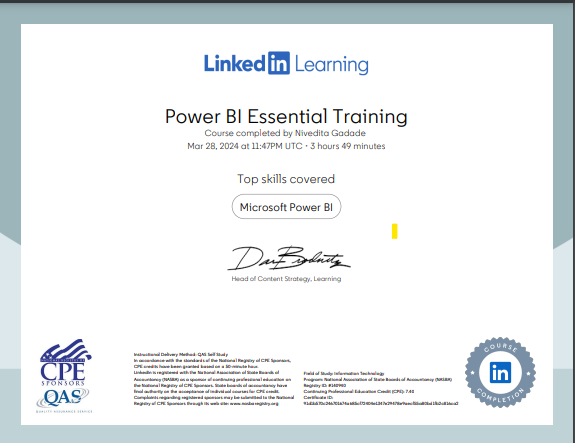 Linked in Learning
Power BI Essential Training
Course completed by Nivedita Gadade
Mar 28, 2024 at 11:47PM UTC • 3 hours 49 minutes
Top skills covered
Microsoft Power BI
Head of Content Strategy, Learning
CPE
SPONSORS
QAS
QUALITY ASSURANCE SERVICE
Instructional Delivery Method: QAS Self Study
In accordance with the standards of the National Registry of CPE Sponsors,
CPE credits have been granted based on a 50-minute hour.
LinkedIn is registered with the National Association of State Boards of
Accountancy (NASBA) as a sponsor of continuing professional education on
the National Registry of CPE Sponsors. State boards of accountancy have
final authority on the acceptance of individual courses for CPE credit.
Complaints regarding registered sponsors may be submitted to the National
Registry of CPE Sponsors through its web site: www.nasbaregistry.org
Field of Study: Information Technology
Program: National Association of State Boards of Accountancy (NASBA)
Registry ID: #140940
Continuing Professional Education Credit (CPE): 7.40
Certificate ID:
COURSE
in
COMPLETION